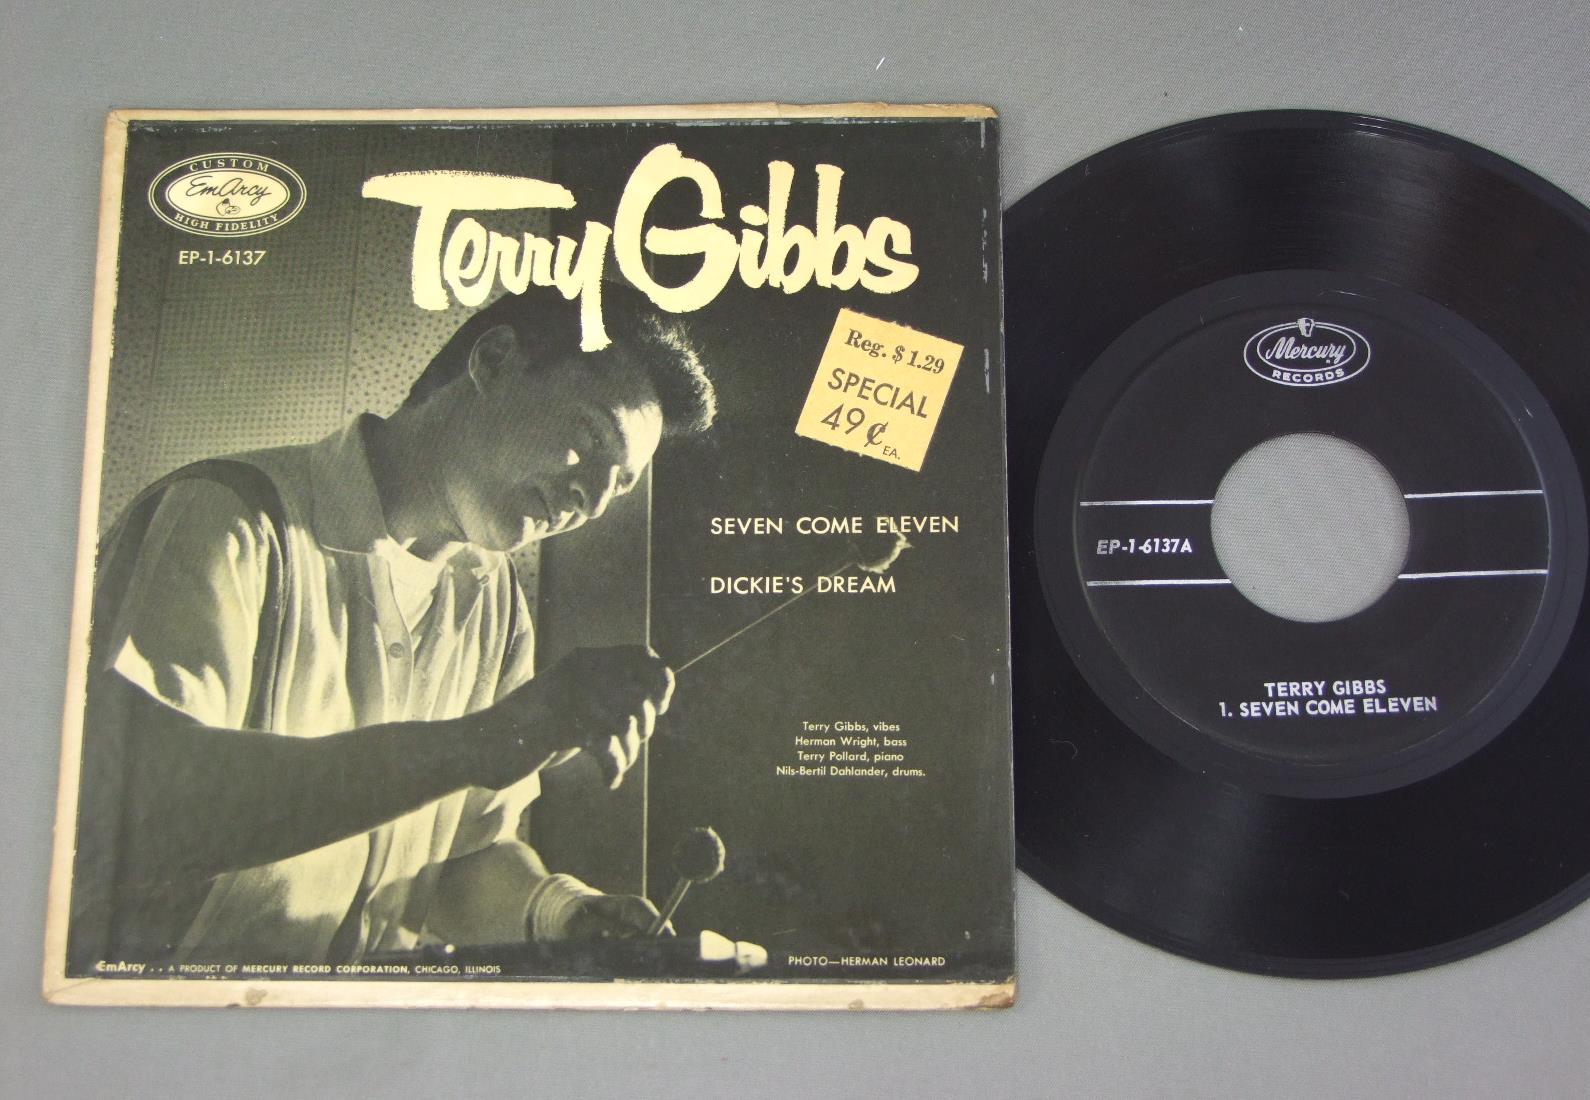 CUSTOM
EmArcy
HIGH FIDELITY
EP-1-6137
Terry Gibbs
Reg. $1.29
SPECIAL
49¢
EA.
SEVEN COME ELEVEN
DICKIE'S DREAM
Terry Gibbs, vibes
Herman Wright, bass
Terry Pollard, piano
Nils-Bertil Dahlander, drums.
EmArcy . . A PRODUCT OF MERCURY RECORD CORPORATION, CHICAGO, ILLINOIS
PHOTO—HERMAN LEONARD
Mercury
RECORDS
EP-1-6137A
TERRY GIBBS
1. SEVEN COME ELEVEN